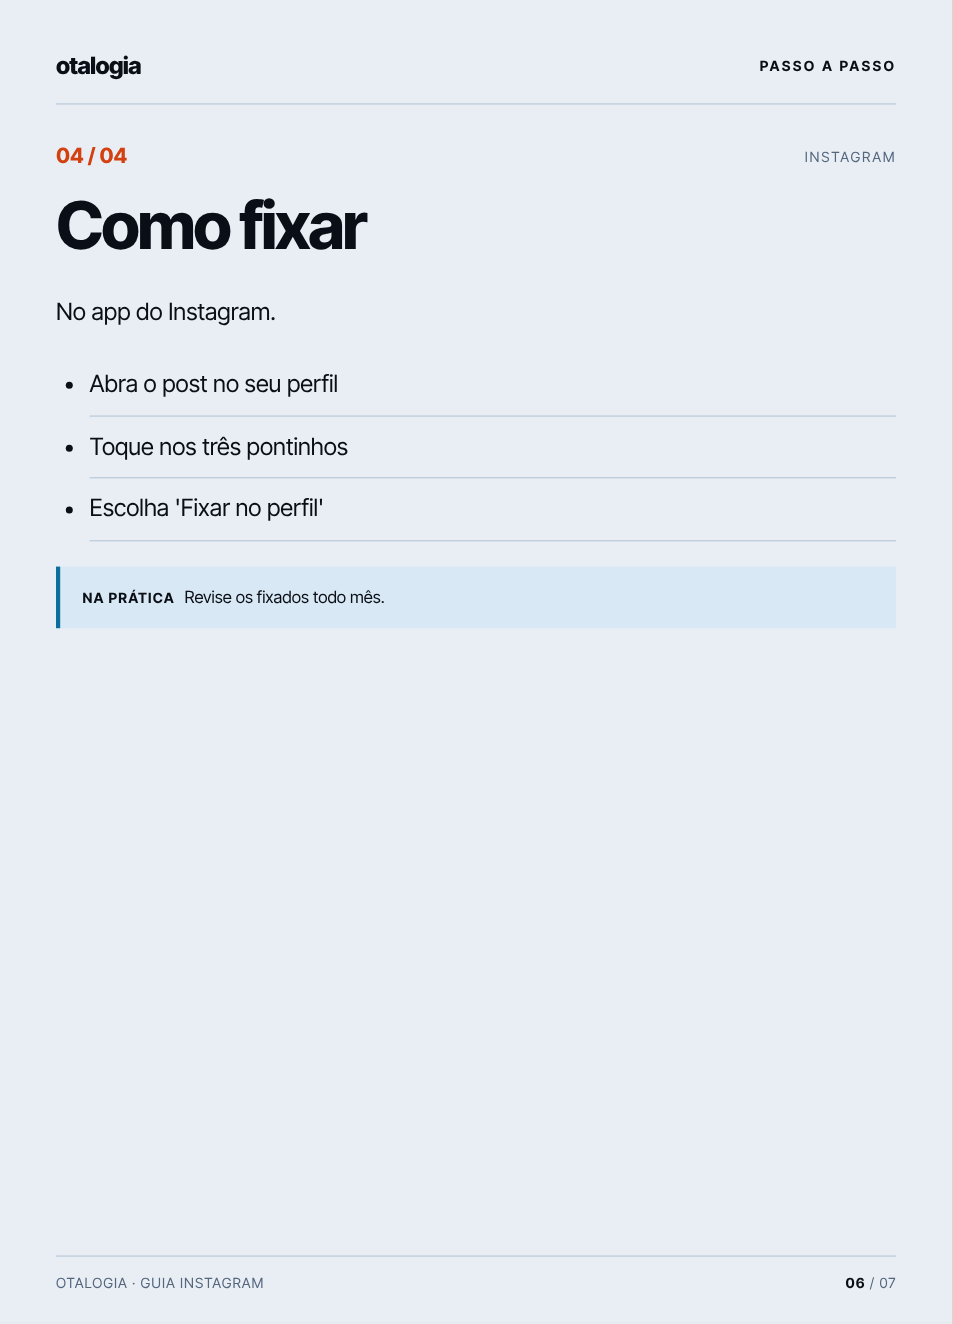 otalogia
PASSO A PASSO
04 / 04
INSTAGRAM
Como fixar
No app do Instagram.
• Abra o post no seu perfil
• Toque nos três pontinhos
• Escolha 'Fixar no perfil'
NA PRÁTICA Revise os fixados todo mês.
OTALOGIA · GUIA INSTAGRAM
06 / 07